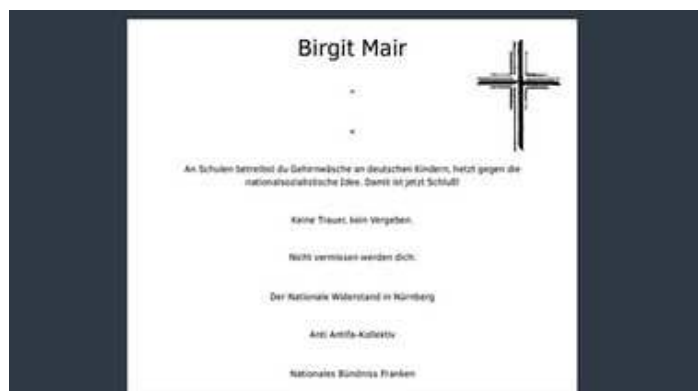 Birgit Mair
*
*
An Schulen betreibst du Gehirnwäsche an deutschen Kindern, hetzt gegen die
nationalsozialistische Idee. Damit ist jetzt Schluß!
Keine Trauer, kein Vergeben.
Nicht vermissen werden dich:
Der Nationale Widerstand in Nürnberg
Anti Antifa-Kollektiv
Nationales Bündniss Franken